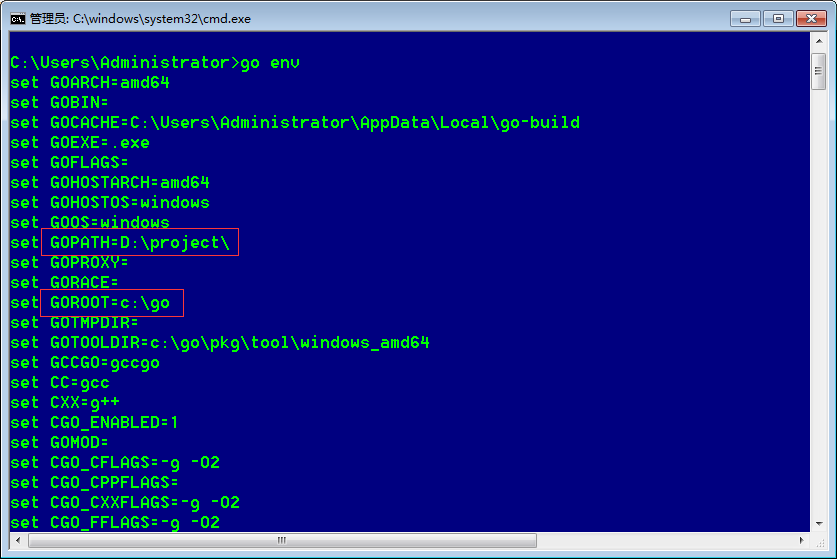 管理员: C:\windows\system32\cmd.exe
C:\Users\Administrator>go env
set GOARCH=amd64
set GOBIN=
set GOCACHE=C:\Users\Administrator\AppData\Local\go-build
set GOEXE=.exe
set GOFLAGS=
set GOHOSTARCH=amd64
set GOHOSTOS=windows
set GOOS=windows
set GOPATH=D:\project\
set GOPROXY=
set GORACE=
set GOROOT=c:\go
set GOTMPDIR=
set GOTOOLDIR=c:\go\pkg\tool\windows_amd64
set GCCGO=gccgo
set CC=gcc
set CXX=g++
set CGO_ENABLED=1
set GOMOD=
set CGO_CFLAGS=-g -O2
set CGO_CPPFLAGS=
set CGO_CXXFLAGS=-g -O2
set CGO_FFLAGS=-g -O2